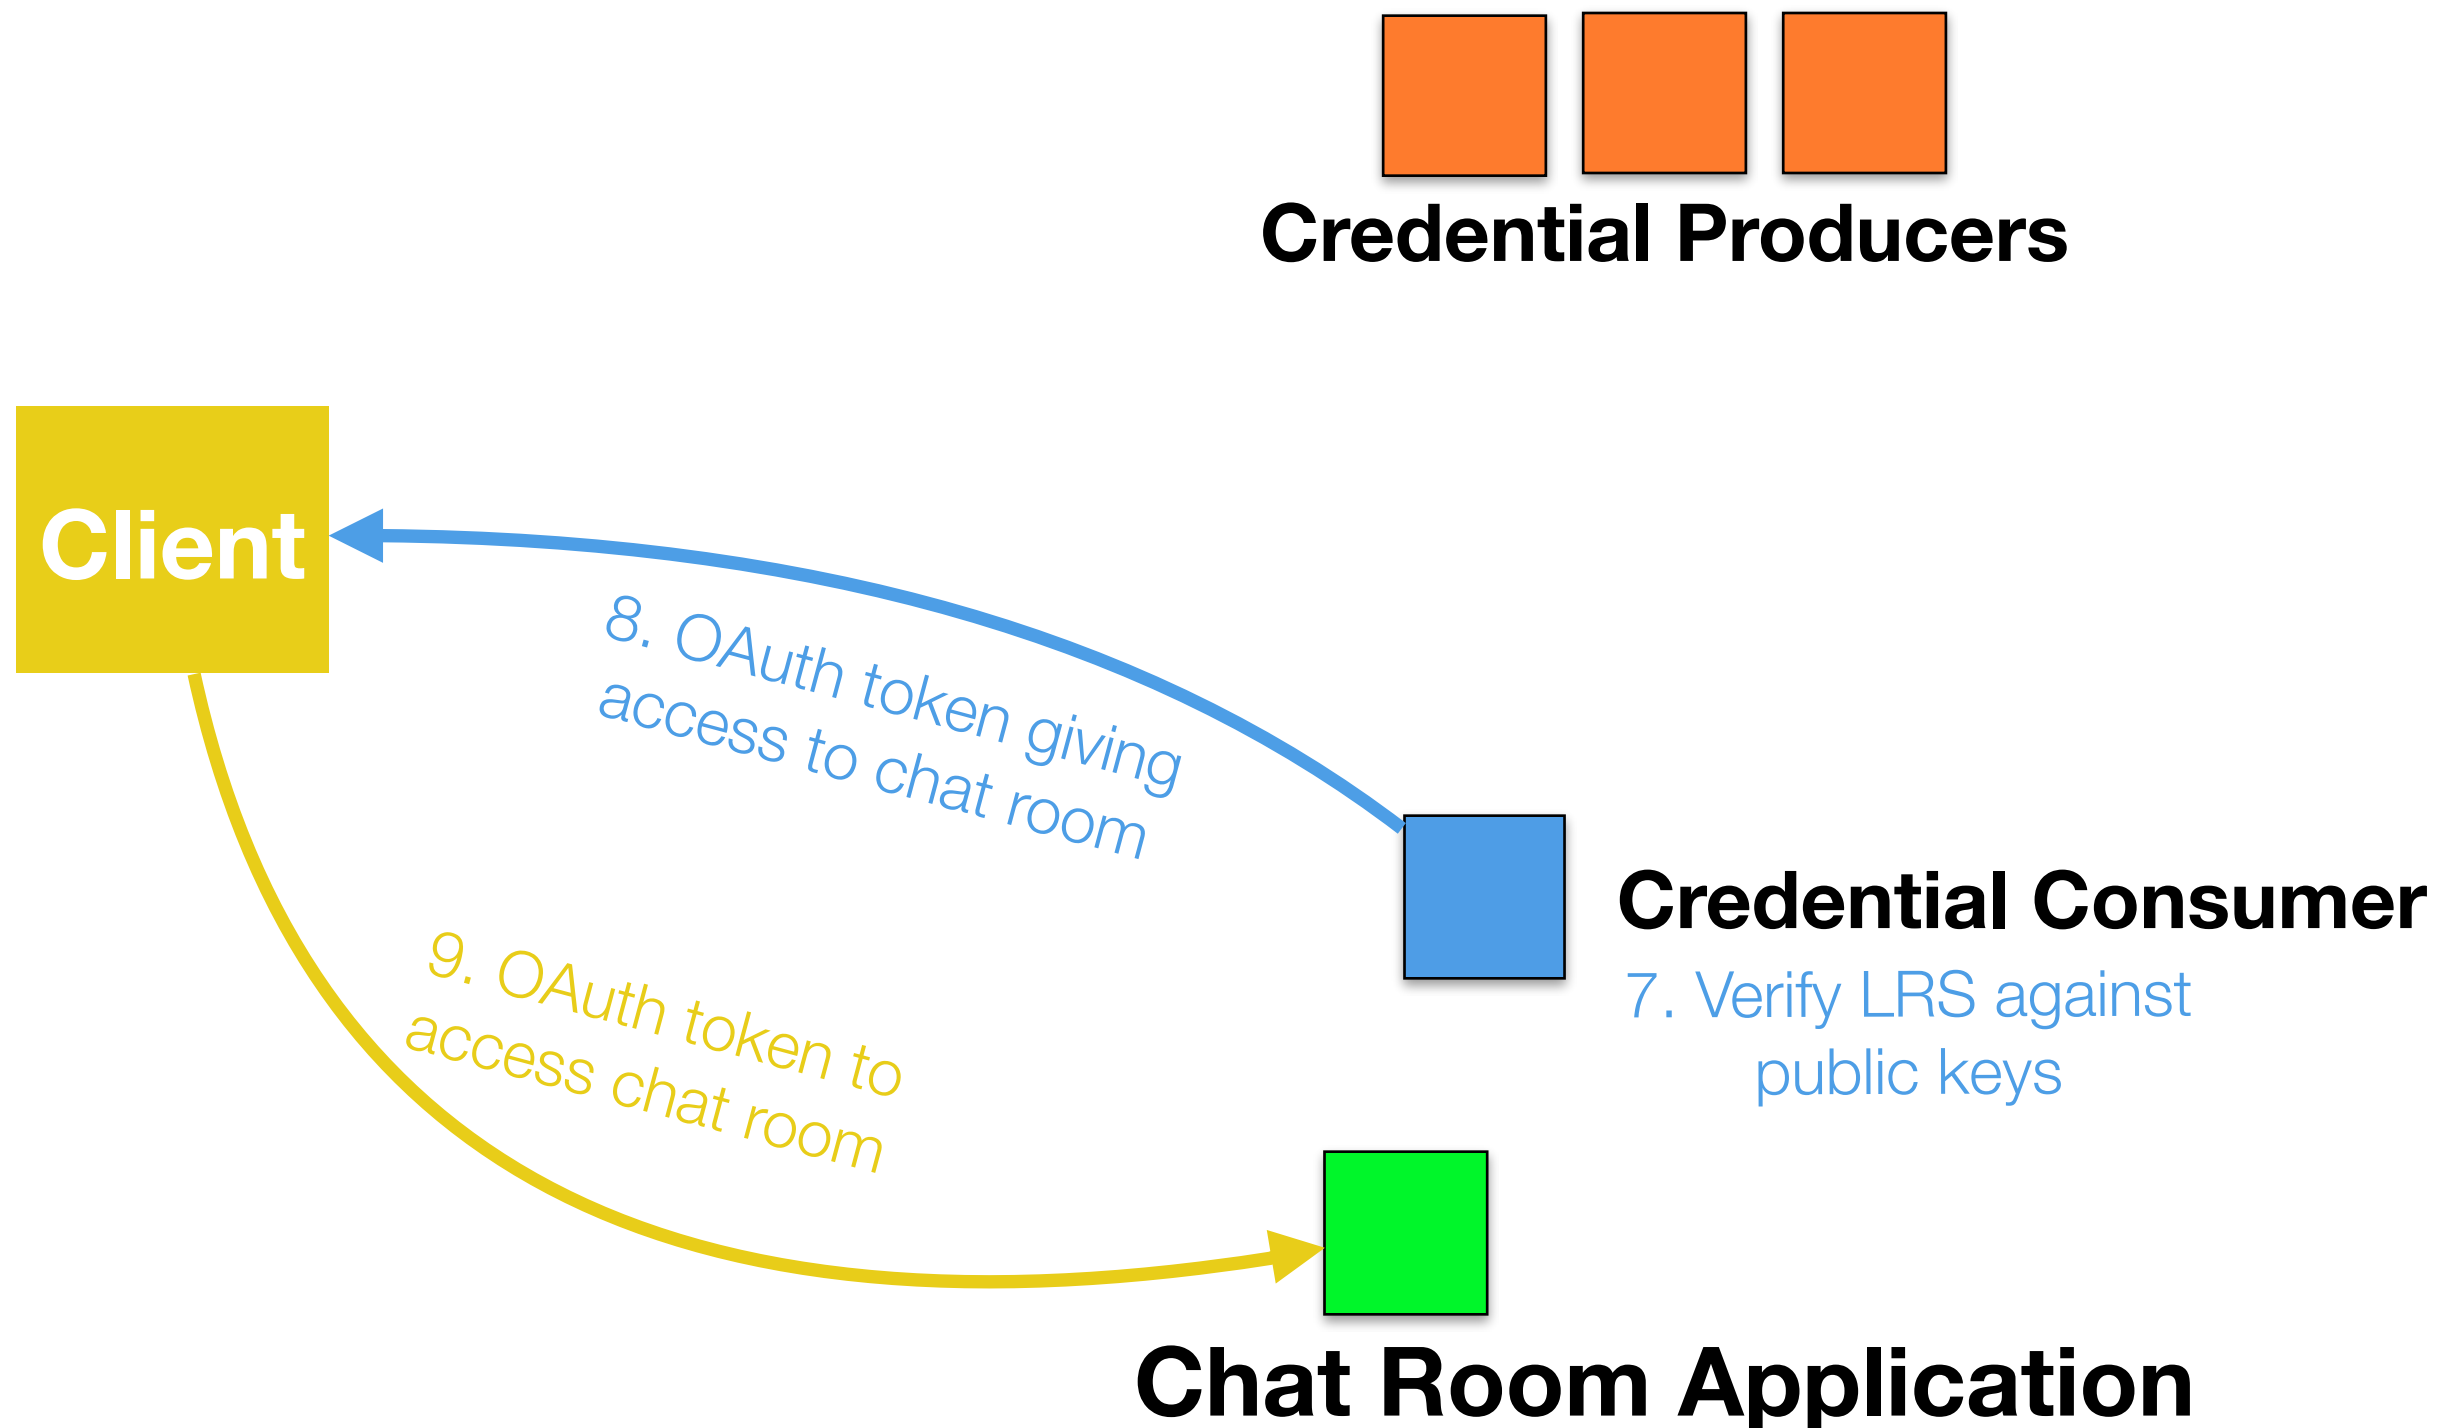 Credential Producers
Client
8. OAuth token giving
access to chat room
Credential Consumer
7. Verify LRS against
public keys
9. OAuth token to
access chat room
Chat Room Application